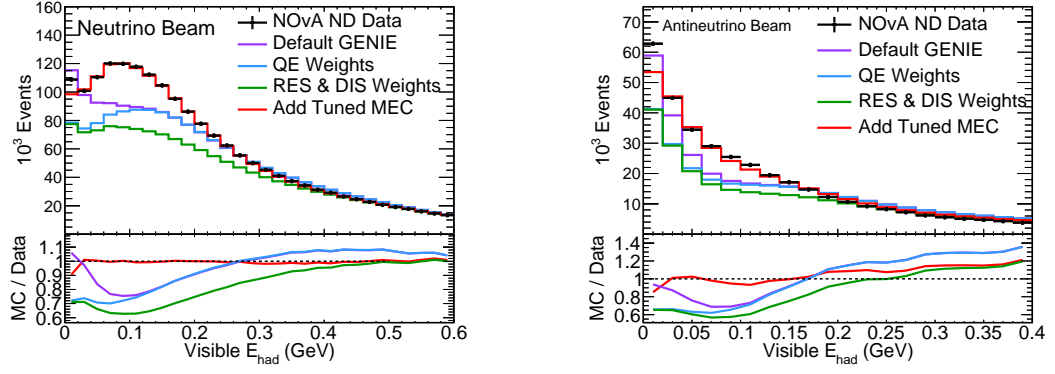 Neutrino Beam
NOvA ND Data
Default GENIE
QE Weights
RES & DIS Weights
Add Tuned MEC
10³ Events
160
140
120
100
80
60
40
20
MC / Data
1.1
1
0.9
0.8
0.7
0.6
0 0.1 0.2 0.3 0.4 0.5 0.6
Visible E_had (GeV)
Antineutrino Beam
NOvA ND Data
Default GENIE
QE Weights
RES & DIS Weights
Add Tuned MEC
10³ Events
70
60
50
40
30
20
10
MC / Data
1.4
1.2
1
0.8
0.6
0 0.05 0.1 0.15 0.2 0.25 0.3 0.35 0.4
Visible E_had (GeV)